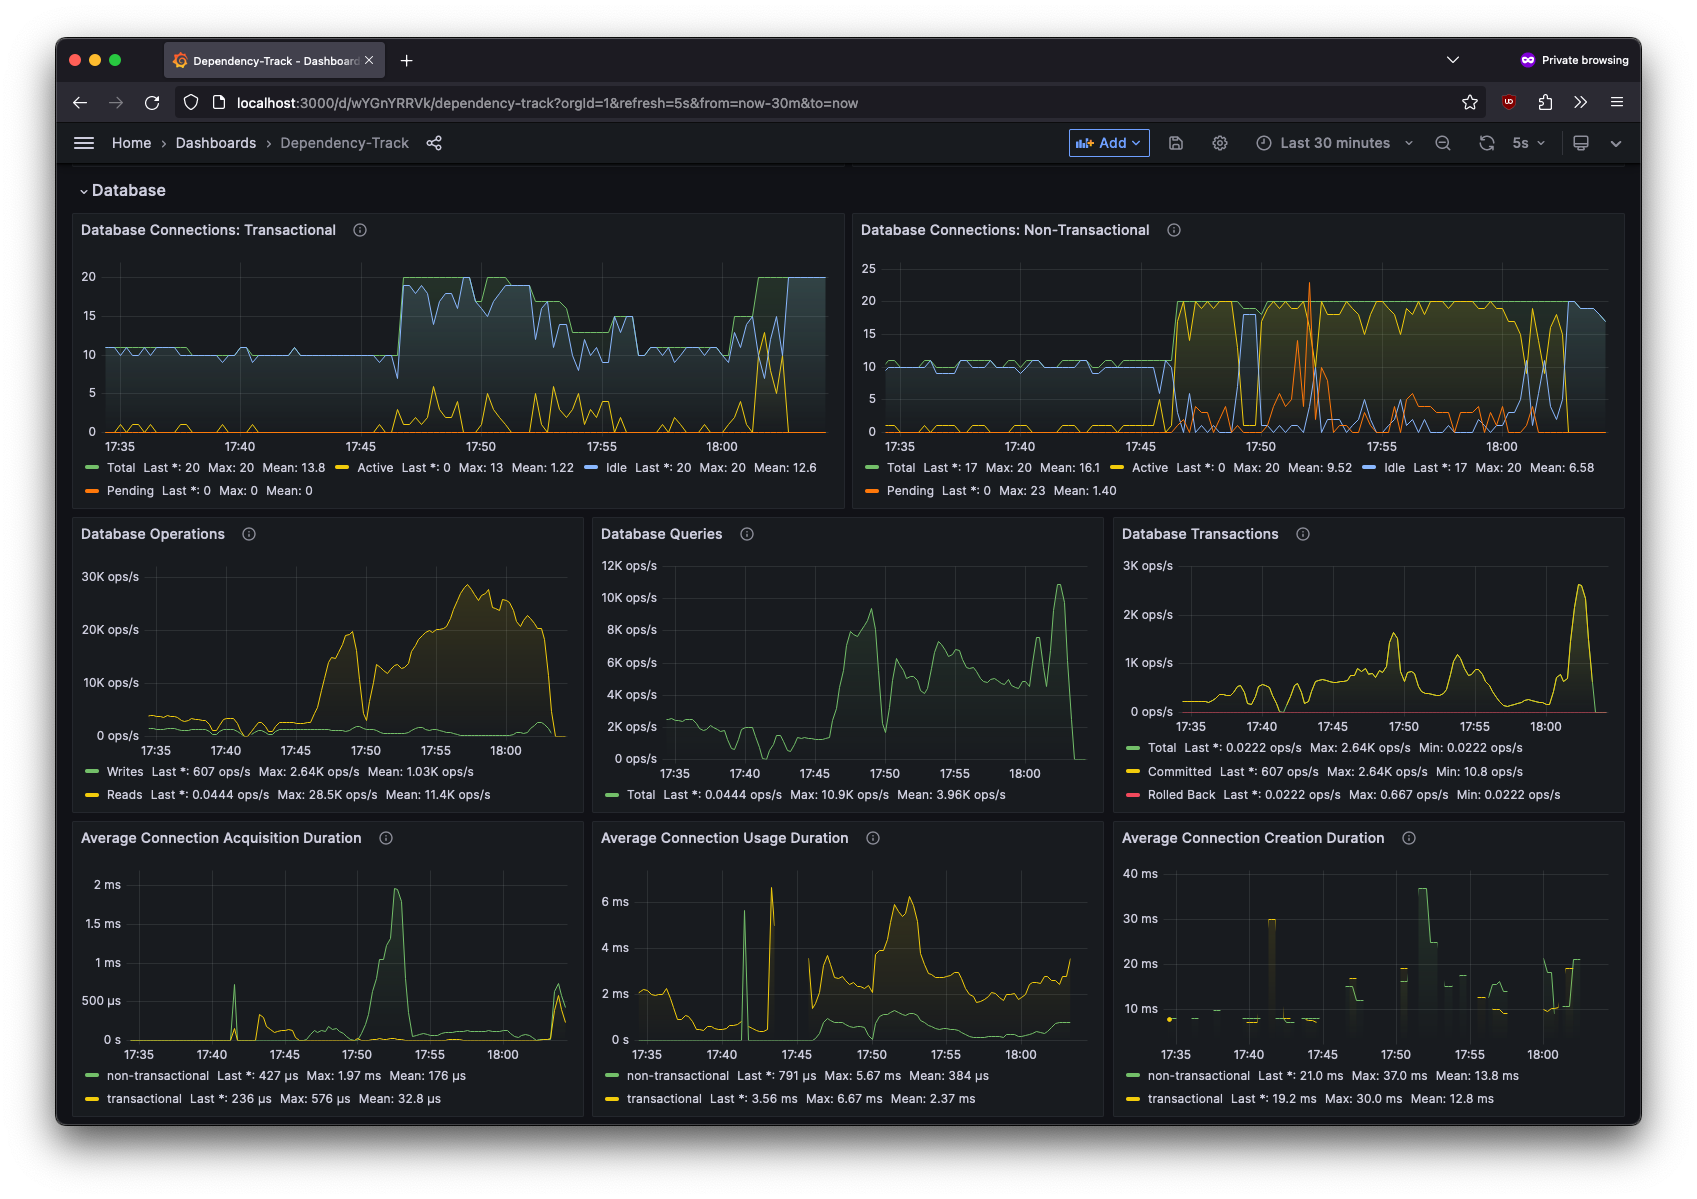 Dependency-Track - Dashboard
Private browsing
localhost:3000/d/wYGnYRRVk/dependency-track?orgId=1&refresh=5s&from=now-30m&to=now
Home › Dashboards › Dependency-Track
Add
Last 30 minutes
5s
Database
Database Connections: Transactional
20
15
10
5
0
17:35 17:40 17:45 17:50 17:55 18:00
Total Last *: 20 Max: 20 Mean: 13.8 Active Last *: 0 Max: 13 Mean: 1.22 Idle Last *: 20 Max: 20 Mean: 12.6
Pending Last *: 0 Max: 0 Mean: 0
Database Connections: Non-Transactional
25
20
15
10
5
0
17:35 17:40 17:45 17:50 17:55 18:00
Total Last *: 17 Max: 20 Mean: 16.1 Active Last *: 0 Max: 20 Mean: 9.52 Idle Last *: 17 Max: 20 Mean: 6.58
Pending Last *: 0 Max: 23 Mean: 1.40
Database Operations
30K ops/s
20K ops/s
10K ops/s
0 ops/s
17:35 17:40 17:45 17:50 17:55 18:00
Writes Last *: 607 ops/s Max: 2.64K ops/s Mean: 1.03K ops/s
Reads Last *: 0.0444 ops/s Max: 28.5K ops/s Mean: 11.4K ops/s
Database Queries
12K ops/s
10K ops/s
8K ops/s
6K ops/s
4K ops/s
2K ops/s
0 ops/s
17:35 17:40 17:45 17:50 17:55 18:00
Total Last *: 0.0444 ops/s Max: 10.9K ops/s Mean: 3.96K ops/s
Database Transactions
3K ops/s
2K ops/s
1K ops/s
0 ops/s
17:35 17:40 17:45 17:50 17:55 18:00
Total Last *: 0.0222 ops/s Max: 2.64K ops/s Min: 0.0222 ops/s
Committed Last *: 607 ops/s Max: 2.64K ops/s Min: 10.8 ops/s
Rolled Back Last *: 0.0222 ops/s Max: 0.667 ops/s Min: 0.0222 ops/s
Average Connection Acquisition Duration
2 ms
1.5 ms
1 ms
500 µs
0 s
17:35 17:40 17:45 17:50 17:55 18:00
non-transactional Last *: 427 µs Max: 1.97 ms Mean: 176 µs
transactional Last *: 236 µs Max: 576 µs Mean: 32.8 µs
Average Connection Usage Duration
6 ms
4 ms
2 ms
0 s
17:35 17:40 17:45 17:50 17:55 18:00
non-transactional Last *: 791 µs Max: 5.67 ms Mean: 384 µs
transactional Last *: 3.56 ms Max: 6.67 ms Mean: 2.37 ms
Average Connection Creation Duration
40 ms
30 ms
20 ms
10 ms
17:35 17:40 17:45 17:50 17:55 18:00
non-transactional Last *: 21.0 ms Max: 37.0 ms Mean: 13.8 ms
transactional Last *: 19.2 ms Max: 30.0 ms Mean: 12.8 ms